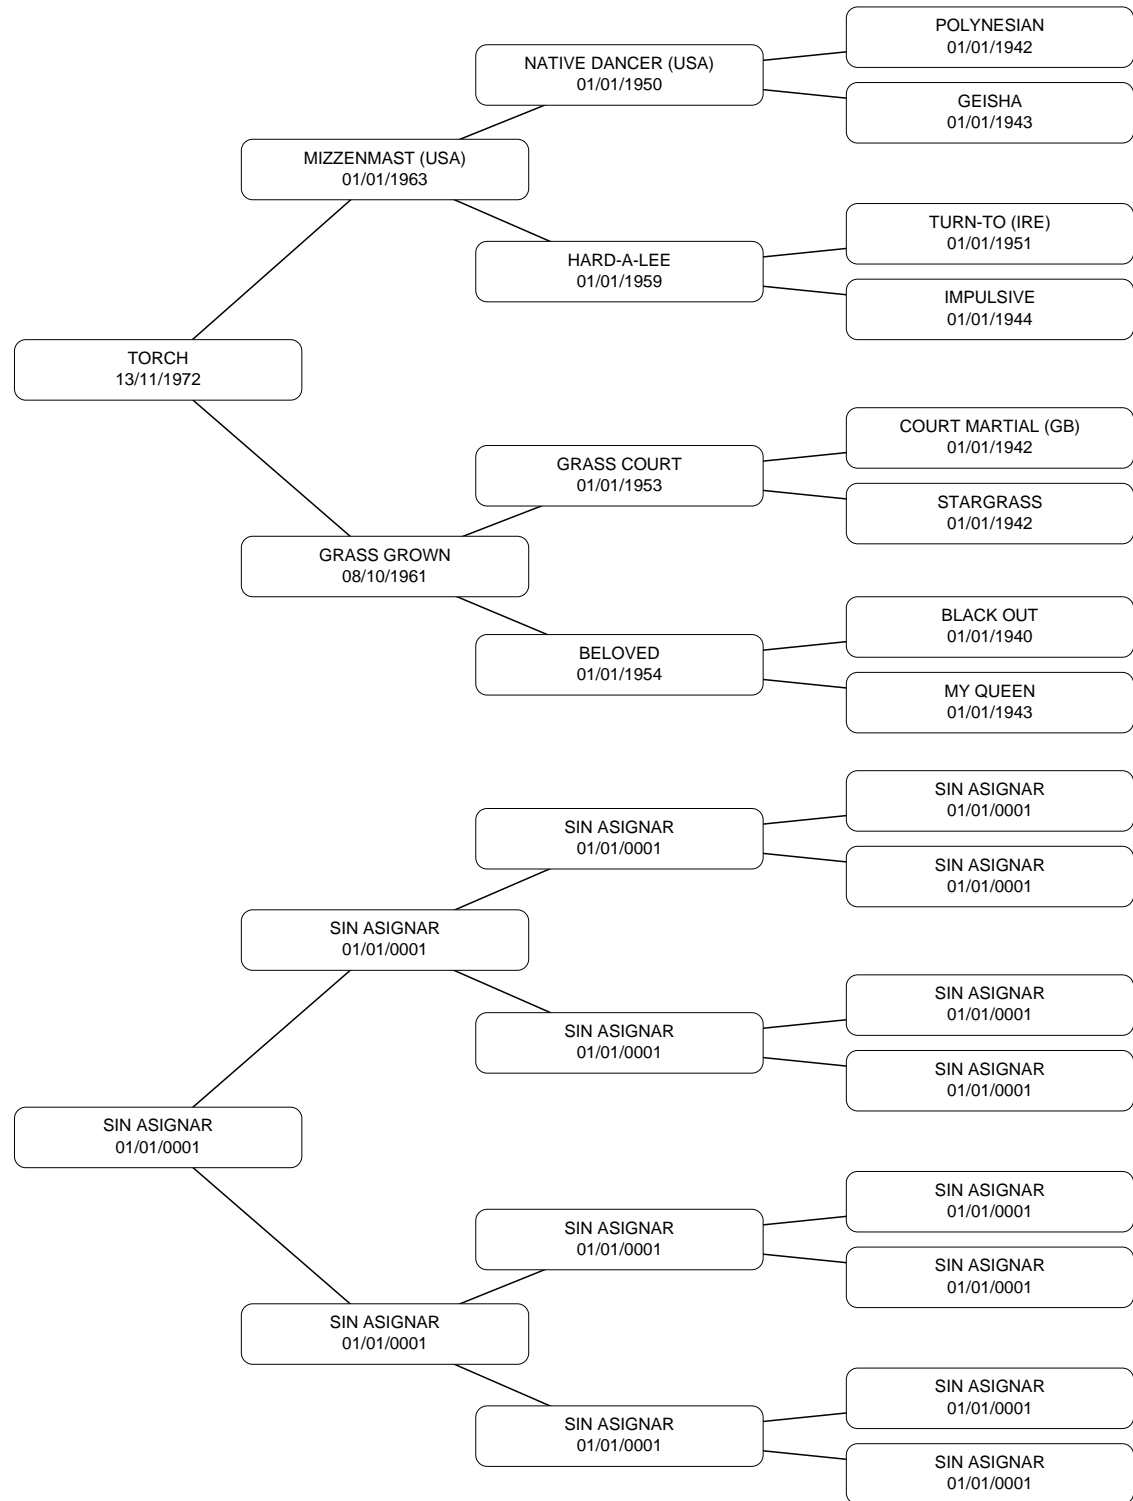 POLYNESIAN
01/01/1942
NATIVE DANCER (USA)
01/01/1950
GEISHA
01/01/1943
MIZZENMAST (USA)
01/01/1963
TURN-TO (IRE)
01/01/1951
HARD-A-LEE
01/01/1959
IMPULSIVE
01/01/1944
TORCH
13/11/1972
COURT MARTIAL (GB)
01/01/1942
GRASS COURT
01/01/1953
STARGRASS
01/01/1942
GRASS GROWN
08/10/1961
BLACK OUT
01/01/1940
BELOVED
01/01/1954
MY QUEEN
01/01/1943
SIN ASIGNAR
01/01/0001
SIN ASIGNAR
01/01/0001
SIN ASIGNAR
01/01/0001
SIN ASIGNAR
01/01/0001
SIN ASIGNAR
01/01/0001
SIN ASIGNAR
01/01/0001
SIN ASIGNAR
01/01/0001
SIN ASIGNAR
01/01/0001
SIN ASIGNAR
01/01/0001
SIN ASIGNAR
01/01/0001
SIN ASIGNAR
01/01/0001
SIN ASIGNAR
01/01/0001
SIN ASIGNAR
01/01/0001
SIN ASIGNAR
01/01/0001
SIN ASIGNAR
01/01/0001